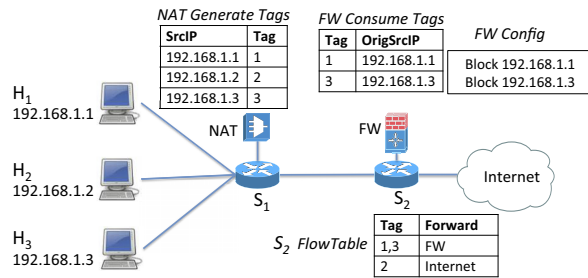 NAT Generate Tags
SrcIP Tag
192.168.1.1 1
192.168.1.2 2
192.168.1.3 3
FW Consume Tags
Tag OrigSrcIP
1 192.168.1.1
3 192.168.1.3
FW Config
Block 192.168.1.1
Block 192.168.1.3
H1
192.168.1.1
NAT
FW
H2
192.168.1.2
S1
S2
Internet
H3
192.168.1.3
S2 FlowTable
Tag Forward
1,3 FW
2 Internet